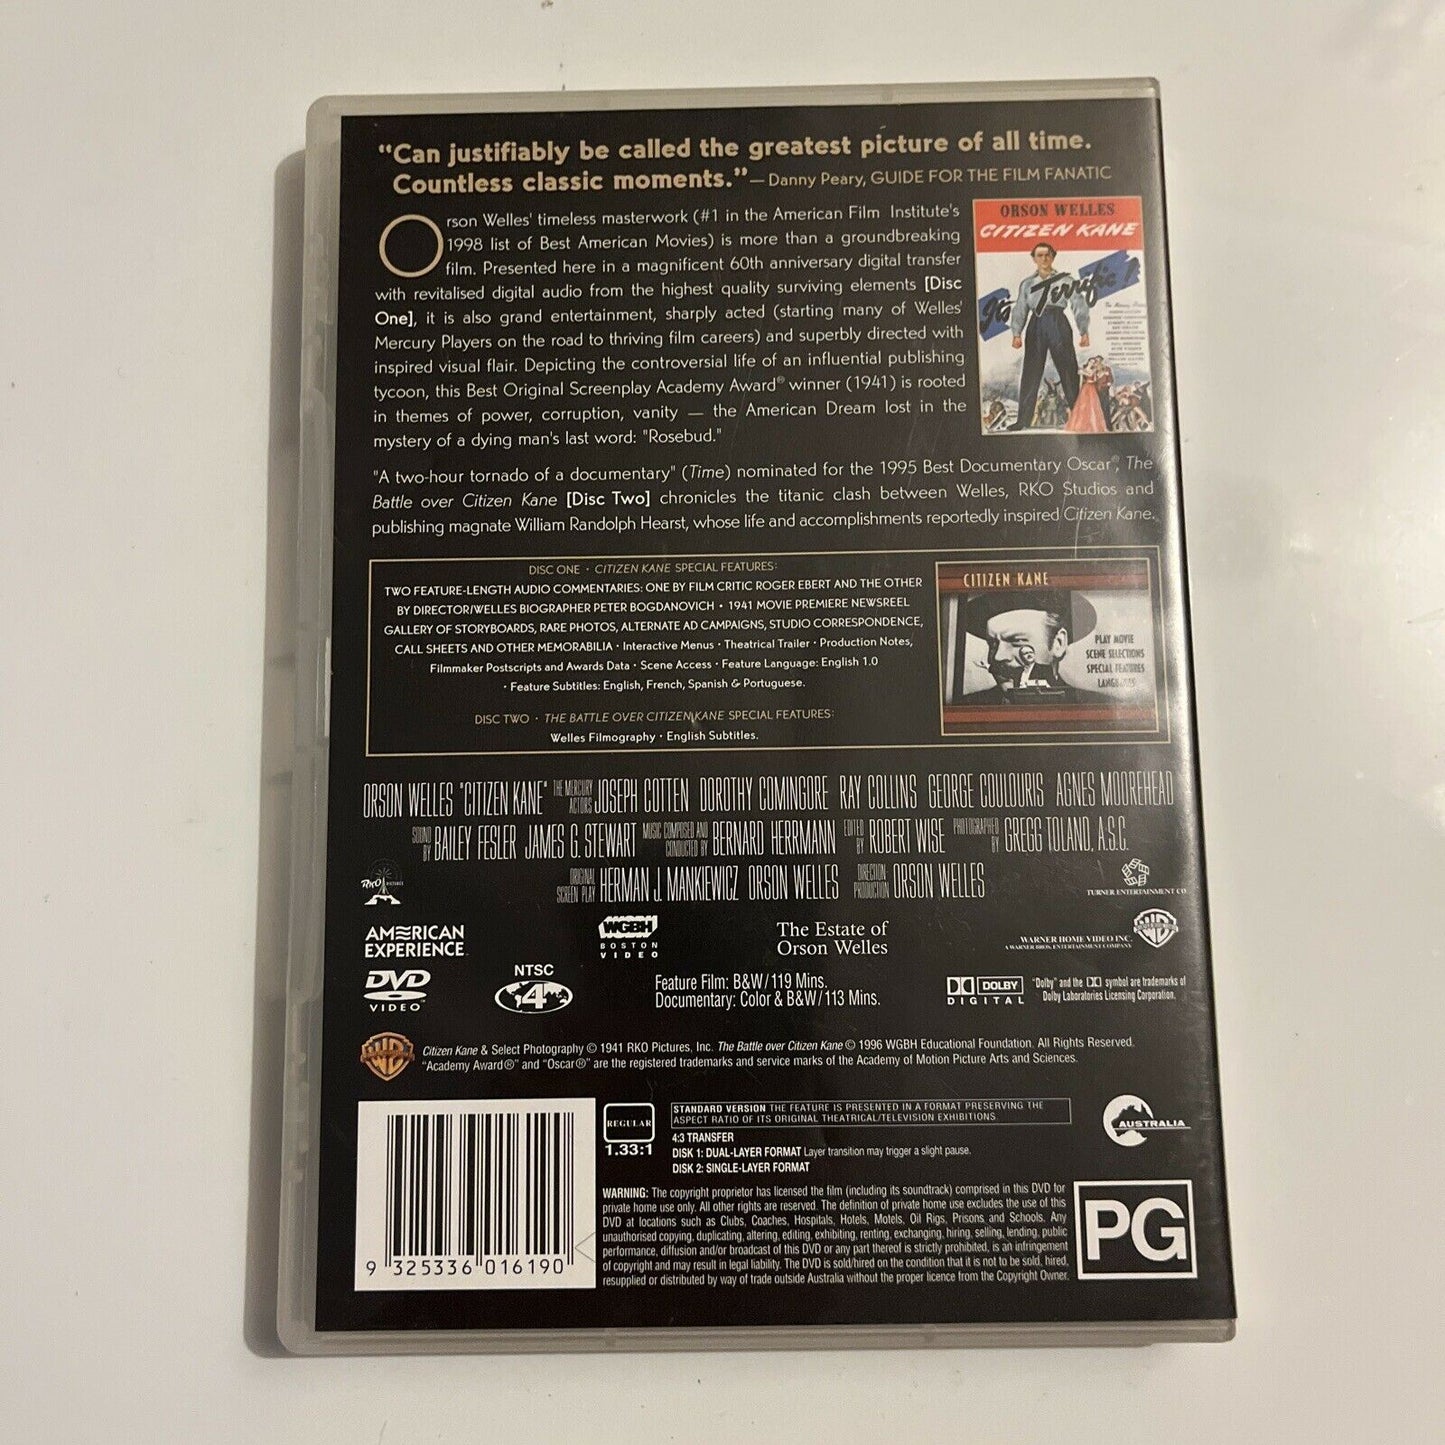 “Can justifiably be called the greatest picture of all time.
Countless classic moments.”—Danny Peary, GUIDE FOR THE FILM FANATIC
Orson Welles' timeless masterwork (#1 in the American Film Institute's
1998 list of Best American Movies) is more than a groundbreaking
film. Presented here in a magnificent 60th anniversary digital transfer
with revitalised digital audio from the highest quality surviving elements [Disc
One], it is also grand entertainment, sharply acted (starting many of Welles'
Mercury Players on the road to thriving film careers) and superbly directed with
inspired visual flair. Depicting the controversial life of an influential publishing
tycoon, this Best Original Screenplay Academy Award® winner (1941) is rooted
in themes of power, corruption, vanity — the American Dream lost in the
mystery of a dying man's last word: "Rosebud."
ORSON WELLES
CITIZEN KANE
It's Terrific!
"A two-hour tornado of a documentary" (Time) nominated for the 1995 Best Documentary Oscar®, The
Battle over Citizen Kane [Disc Two] chronicles the titanic clash between Welles, RKO Studios and
publishing magnate William Randolph Hearst, whose life and accomplishments reportedly inspired Citizen Kane.
DISC ONE · CITIZEN KANE SPECIAL FEATURES:
TWO FEATURE-LENGTH AUDIO COMMENTARIES: ONE BY FILM CRITIC ROGER EBERT AND THE OTHER
BY DIRECTOR/WELLES BIOGRAPHER PETER BOGDANOVICH · 1941 MOVIE PREMIERE NEWSREEL
GALLERY OF STORYBOARDS, RARE PHOTOS, ALTERNATE AD CAMPAIGNS, STUDIO CORRESPONDENCE,
CALL SHEETS AND OTHER MEMORABILIA · Interactive Menus · Theatrical Trailer · Production Notes,
Filmmaker Postscripts and Awards Data · Scene Access · Feature Language: English 1.0
· Feature Subtitles: English, French, Spanish & Portuguese.
DISC TWO · THE BATTLE OVER CITIZEN KANE SPECIAL FEATURES:
Welles Filmography · English Subtitles.
CITIZEN KANE
PLAY MOVIE
SCENE SELECTIONS
SPECIAL FEATURES
LANGUAGES
ORSON WELLES "CITIZEN KANE" THE MERCURY ACTORS JOSEPH COTTEN DOROTHY COMINGORE RAY COLLINS GEORGE COULOURIS AGNES MOOREHEAD
SOUND BY BAILEY FESLER JAMES G. STEWART MUSIC COMPOSED AND CONDUCTED BY BERNARD HERRMANN EDITED BY ROBERT WISE PHOTOGRAPHED BY GREGG TOLAND, A.S.C.
ORIGINAL SCREEN PLAY HERMAN J. MANKIEWICZ ORSON WELLES DIRECTION PRODUCTION ORSON WELLES
RKO PICTURES
TURNER ENTERTAINMENT CO
AMERICAN
EXPERIENCE
WGBH
BOSTON
VIDEO
The Estate of
Orson Welles
WARNER HOME VIDEO INC.
A WARNER BROS. ENTERTAINMENT COMPANY
DVD
VIDEO
NTSC
4
Feature Film: B&W/119 Mins.
Documentary: Color & B&W/113 Mins.
DOLBY
DIGITAL
"Dolby" and the DD symbol are trademarks of
Dolby Laboratories Licensing Corporation.
Citizen Kane & Select Photography © 1941 RKO Pictures, Inc. The Battle over Citizen Kane © 1996 WGBH Educational Foundation. All Rights Reserved.
“Academy Award®” and “Oscar®” are the registered trademarks and service marks of the Academy of Motion Picture Arts and Sciences.
REGULAR
1.33:1
STANDARD VERSION THE FEATURE IS PRESENTED IN A FORMAT PRESERVING THE
ASPECT RATIO OF ITS ORIGINAL THEATRICAL/TELEVISION EXHIBITIONS
4:3 TRANSFER
DISK 1: DUAL-LAYER FORMAT Layer transition may trigger a slight pause.
DISK 2: SINGLE-LAYER FORMAT
AUSTRALIA
WARNING: The copyright proprietor has licensed the film (including its soundtrack) comprised in this DVD for
private home use only. All other rights are reserved. The definition of private home use excludes the use of this
DVD at locations such as Clubs, Coaches, Hospitals, Hotels, Motels, Oil Rigs, Prisons and Schools. Any
unauthorised copying, duplicating, altering, editing, exhibiting, renting, exchanging, hiring, selling, lending, public
performance, diffusion and/or broadcast of this DVD or any part thereof is strictly prohibited, is an infringement
of copyright and may result in legal liability. The DVD is sold/hired on the condition that it is not to be sold, hired,
resupplied or distributed by way of trade outside Australia without the proper licence from the Copyright Owner.
PG
9 325336 016190